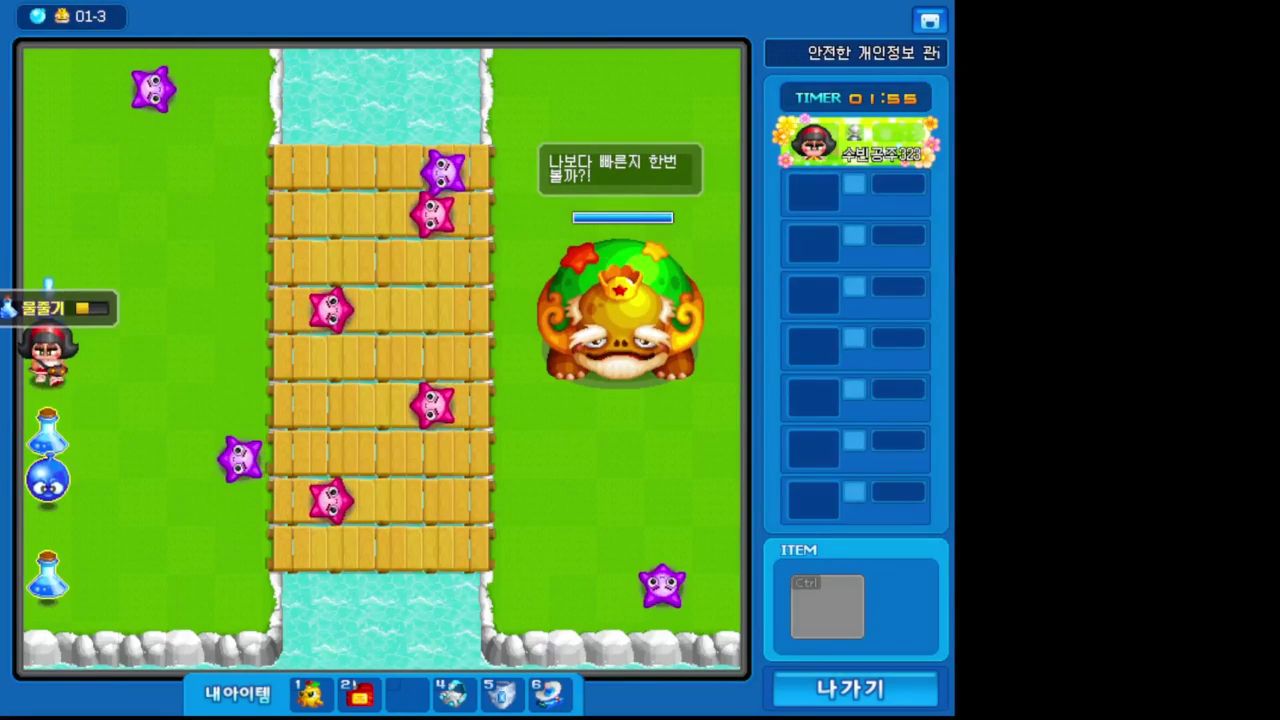 01-3
안전한 개인정보 관
TIMER 01:55
수빈공주323
나보다 빠른지 한번
볼까?!
물줄기
ITEM
Ctrl
내아이템
1
2
4
5
6
나가기